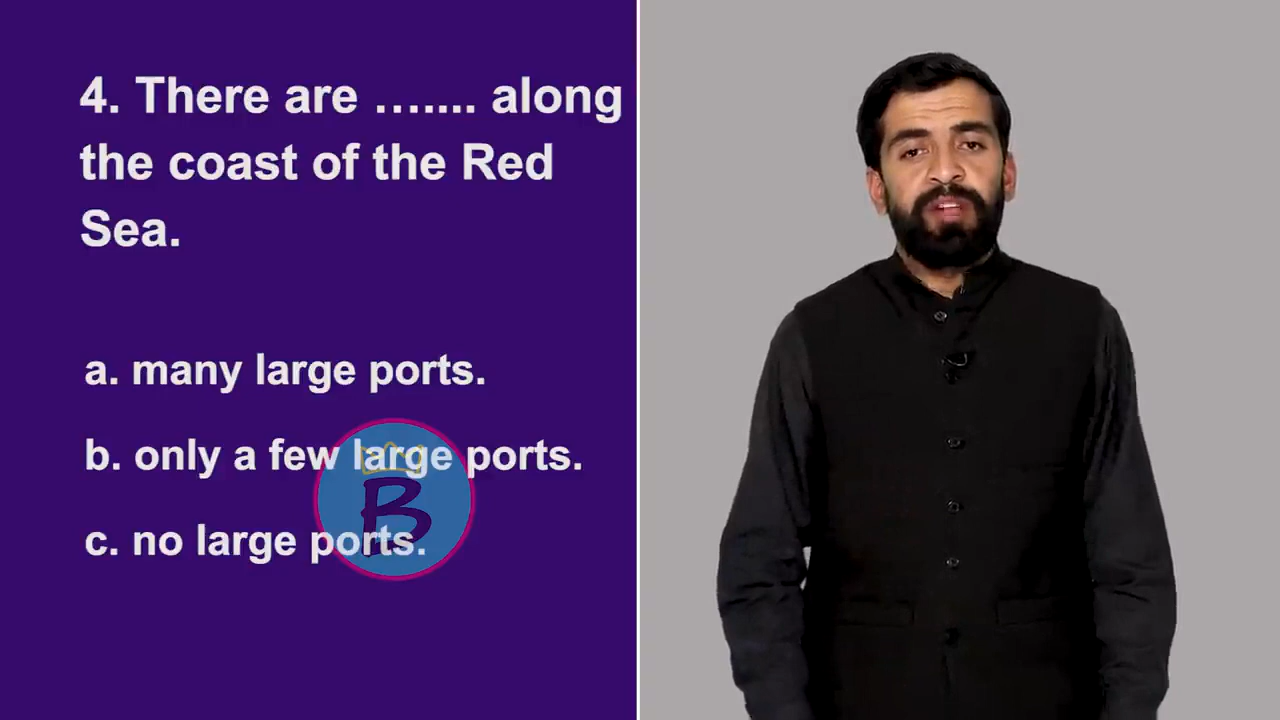 4. There are ….... along
the coast of the Red
Sea.
a. many large ports.
b. only a few large ports.
c. no large ports.
B